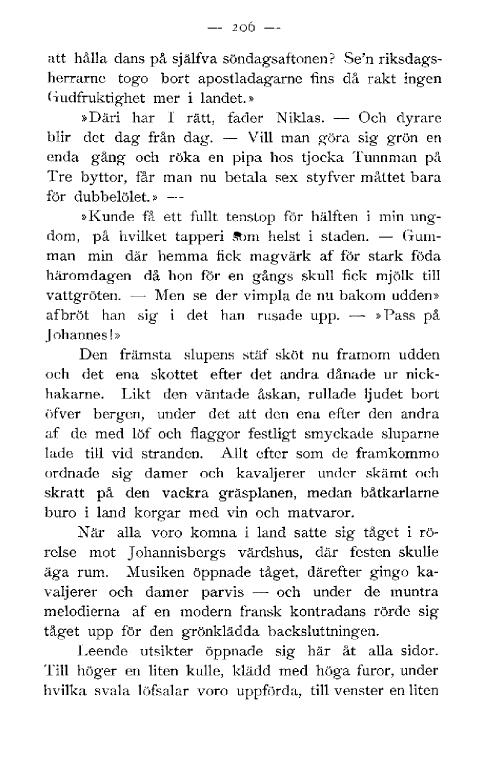 — 206 —
att hålla dans på själfva söndagsaftonen? Se'n riksdags-
herrarne togo bort apostladagarne fins då rakt ingen
Gudfruktighet mer i landet.»
»Däri har I rätt, fader Niklas. — Och dyrare
blir det dag från dag. — Vill man göra sig grön en
enda gång och röka en pipa hos tjocka Tunnman på
Tre byttor, får man nu betala sex styfver måttet bara
för dubbelölet.» —
»Kunde få ett fullt tenstop för hälften i min ung-
dom, på hvilket tapperi som helst i staden. — Gum-
man min där hemma fick magvärk af för stark föda
häromdagen då hon för en gångs skull fick mjölk till
vattgröten. — Men se der vimpla de nu bakom udden»
afbröt han sig i det han rusade upp. — »Pass på
Johannes!»
Den främsta slupens stäf sköt nu framom udden
och det ena skottet efter det andra dånade ur nick-
hakarne. Likt den väntade åskan, rullade ljudet bort
öfver bergen, under det att den ena efter den andra
af de med löf och flaggor festligt smyckade sluparne
lade till vid stranden. Allt efter som de framkommo
ordnade sig damer och kavaljerer under skämt och
skratt på den vackra gräsplanen, medan båtkarlarne
buro i land korgar med vin och matvaror.
När alla voro komna i land satte sig tåget i rö-
relse mot Johannisbergs värdshus, där festen skulle
äga rum. Musiken öppnade tåget, därefter gingo ka-
valjerer och damer parvis — och under de muntra
melodierna af en modern fransk kontradans rörde sig
tåget upp för den grönklädda backsluttningen.
Leende utsikter öppnade sig här åt alla sidor.
Till höger en liten kulle, klädd med höga furor, under
hvilka svala löfsalar voro uppförda, till venster en liten